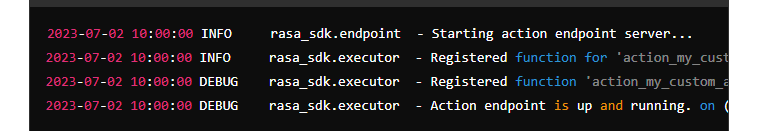 2023-07-02 10:00:00 INFO     rasa_sdk.endpoint  - Starting action endpoint server...
2023-07-02 10:00:00 INFO     rasa_sdk.executor  - Registered function for 'action_my_cust
2023-07-02 10:00:00 DEBUG    rasa_sdk.executor  - Registered function 'action_my_custom_a
2023-07-02 10:00:00 DEBUG    rasa_sdk.executor  - Action endpoint is up and running. on (